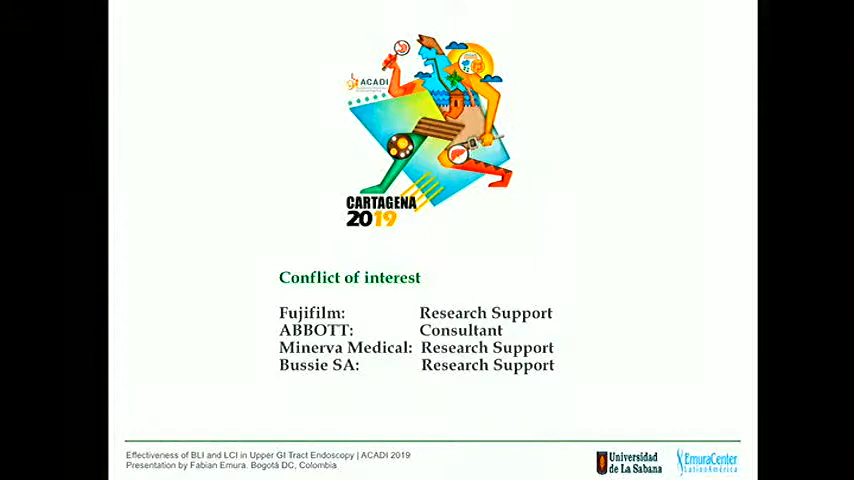 ACADI
CARTAGENA
2019
Conflict of interest
Fujifilm: Research Support
ABBOTT: Consultant
Minerva Medical: Research Support
Bussie SA: Research Support
Effectiveness of BLI and LCI in Upper GI Tract Endoscopy | ACADI 2019
Presentation by Fabian Emura. Bogotá DC, Colombia
Universidad
de La Sabana
EmuraCenter
LatinoAmérica